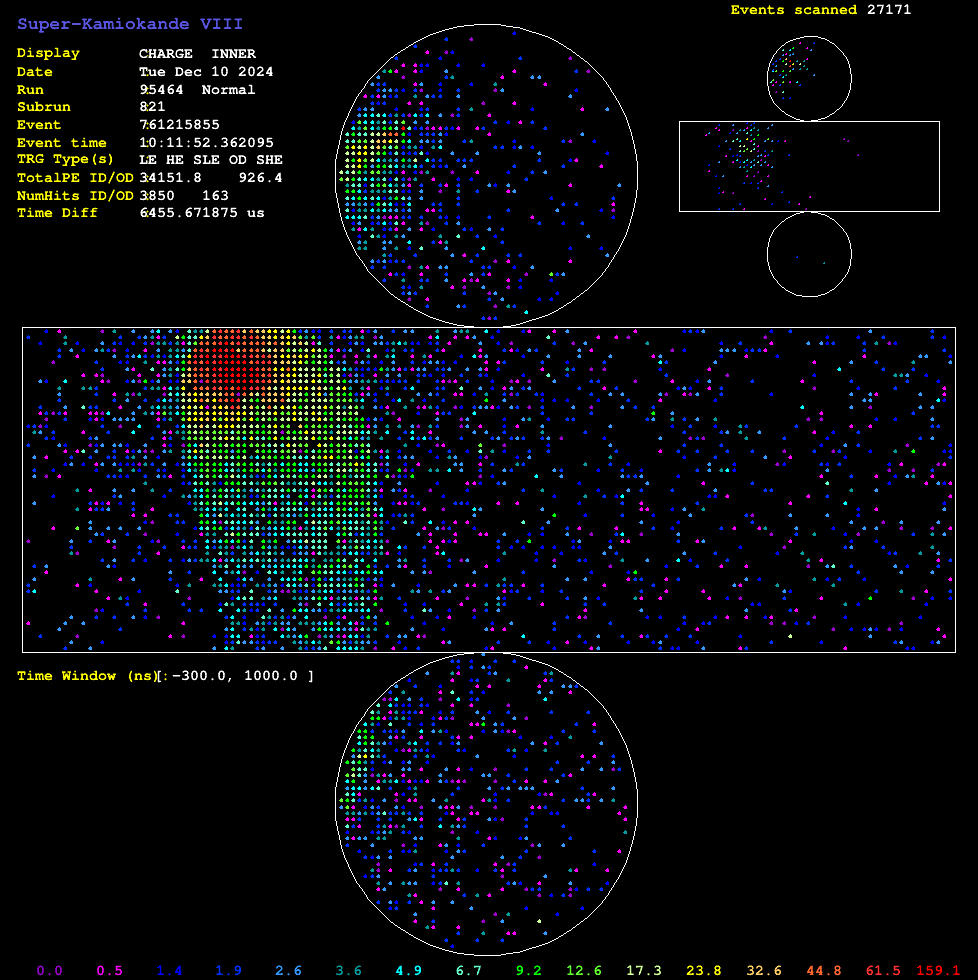 Super-Kamiokande VIII
Events scanned 27171
Display CHARGE INNER
Date Tue Dec 10 2024
Run 95464 Normal
Subrun 821
Event 761215855
Event time 10:11:52.362095
TRG Type(s) LE HE SLE OD SHE
TotalPE ID/OD 34151.8 926.4
NumHits ID/OD 3850 163
Time Diff 6455.671875 us
Time Window (ns) [: -300.0, 1000.0 ]
0.0 0.5 1.4 1.9 2.6 3.6 4.9 6.7 9.2 12.6 17.3 23.8 32.6 44.8 61.5 159.1